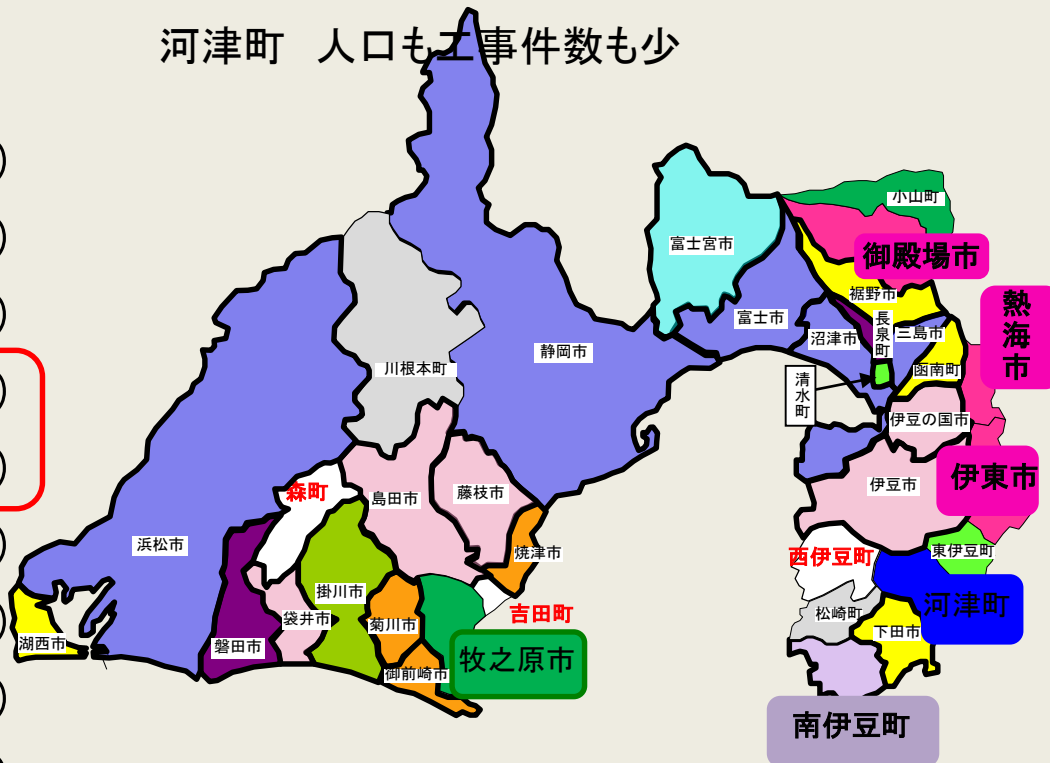 河津町　人口も工事件数も少
小山町
富士宮市
御殿場市
裾野市
熱海市
富士市
長泉町
沼津市
三島市
静岡市
川根本町
函南町
清水町
伊豆の国市
伊東市
伊豆市
森町
島田市
藤枝市
浜松市
焼津市
東伊豆町
西伊豆町
掛川市
河津町
松崎町
吉田町
袋井市
菊川市
下田市
湖西市
磐田市
牧之原市
御前崎市
南伊豆町